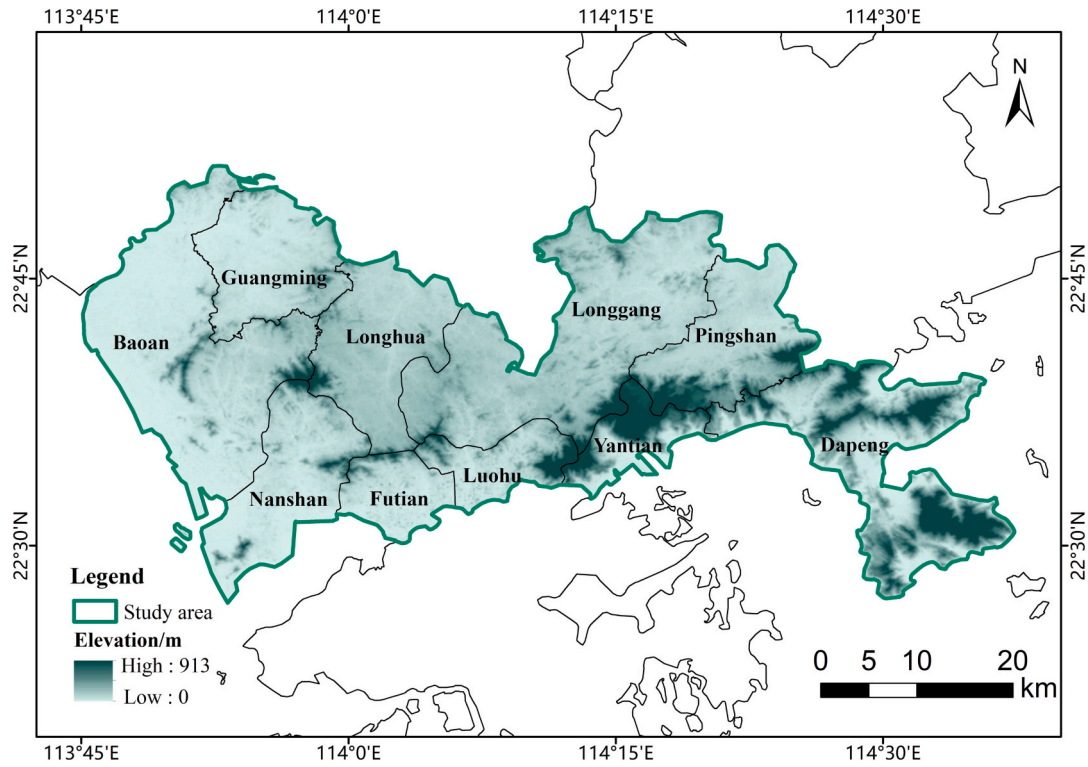 113°45'E 114°0'E 114°15'E 114°30'E
N
22°45'N 22°45'N
Guangming
Longgang
Baoan
Longhua
Pingshan
Yantian
Dapeng
Luohu
Nanshan
Futian
22°30'N 22°30'N
Legend
Study area
Elevation/m
High : 913
Low : 0
0 5 10 20
km
113°45'E 114°0'E 114°15'E 114°30'E